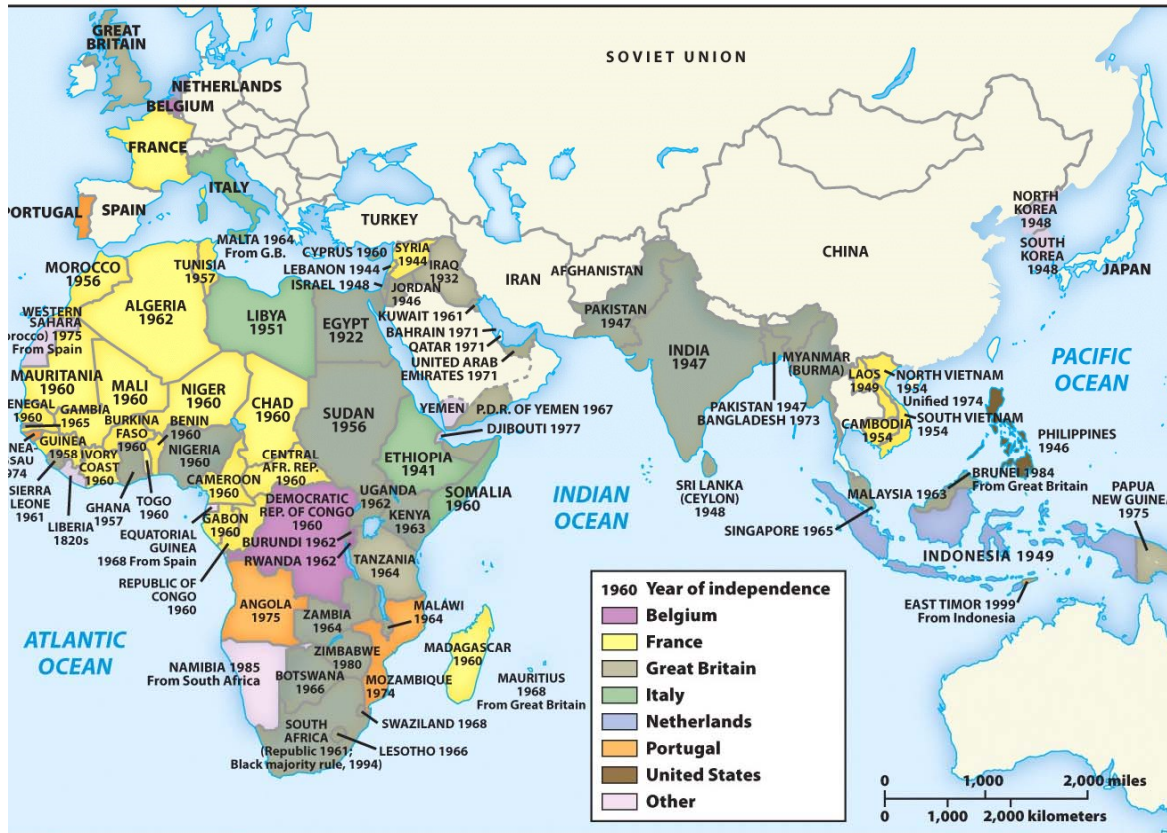 GREAT
BRITAIN
NETHERLANDS
BELGIUM
FRANCE
ITALY
PORTUGAL
SPAIN
SOVIET UNION
TURKEY
IRAN
AFGHANISTAN
CHINA
NORTH
KOREA
1948
SOUTH
KOREA
1948
JAPAN
MALTA 1964
From G.B.
CYPRUS 1960
SYRIA
1944
LEBANON 1944
ISRAEL 1948
IRAQ
1932
JORDAN
1946
KUWAIT 1961
BAHRAIN 1971
QATAR 1971
UNITED ARAB
EMIRATES 1971
MOROCCO
1956
TUNISIA
1957
ALGERIA
1962
LIBYA
1951
EGYPT
1922
WESTERN
SAHARA
1975
orocco)
From Spain
MAURITANIA
1960
MALI
1960
NIGER
1960
CHAD
1960
SUDAN
1956
YEMEN
P.D.R. OF YEMEN 1967
DJIBOUTI 1977
ENEGAL
1960
GAMBIA
1965
BURKINA
FASO
1960
BENIN
1960
NEA-
SSAU
974
GUINEA
1958
IVORY
COAST
1960
NIGERIA
1960
CENTRAL
AFR. REP.
1960
ETHIOPIA
1941
SOMALIA
1960
SIERRA
LEONE
1961
LIBERIA
1820s
GHANA
1957
TOGO
1960
CAMEROON
1960
EQUATORIAL
GUINEA
1968 From Spain
GABON
1960
REPUBLIC OF
CONGO
1960
DEMOCRATIC
REP. OF CONGO
1960
UGANDA
1962
KENYA
1963
BURUNDI 1962
RWANDA 1962
TANZANIA
1964
ANGOLA
1975
ZAMBIA
1964
MALAWI
1964
ZIMBABWE
1980
MOZAMBIQUE
1974
MADAGASCAR
1960
MAURITIUS
1968
From Great Britain
NAMIBIA 1985
From South Africa
BOTSWANA
1966
SWAZILAND 1968
LESOTHO 1966
SOUTH
AFRICA
(Republic 1961;
Black majority rule, 1994)
PAKISTAN
1947
INDIA
1947
MYANMAR
(BURMA)
PAKISTAN 1947
BANGLADESH 1973
SRI LANKA
(CEYLON)
1948
LAOS
1949
NORTH VIETNAM
1954
Unified 1974
SOUTH VIETNAM
1954
CAMBODIA
1954
PHILIPPINES
1946
MALAYSIA 1963
BRUNEI 1984
From Great Britain
SINGAPORE 1965
PAPUA
NEW GUINEA
1975
INDONESIA 1949
EAST TIMOR 1999
From Indonesia
ATLANTIC
OCEAN
INDIAN
OCEAN
PACIFIC
OCEAN
1960 Year of independence
Belgium
France
Great Britain
Italy
Netherlands
Portugal
United States
Other
0 1,000 2,000 miles
0 1,000 2,000 kilometers